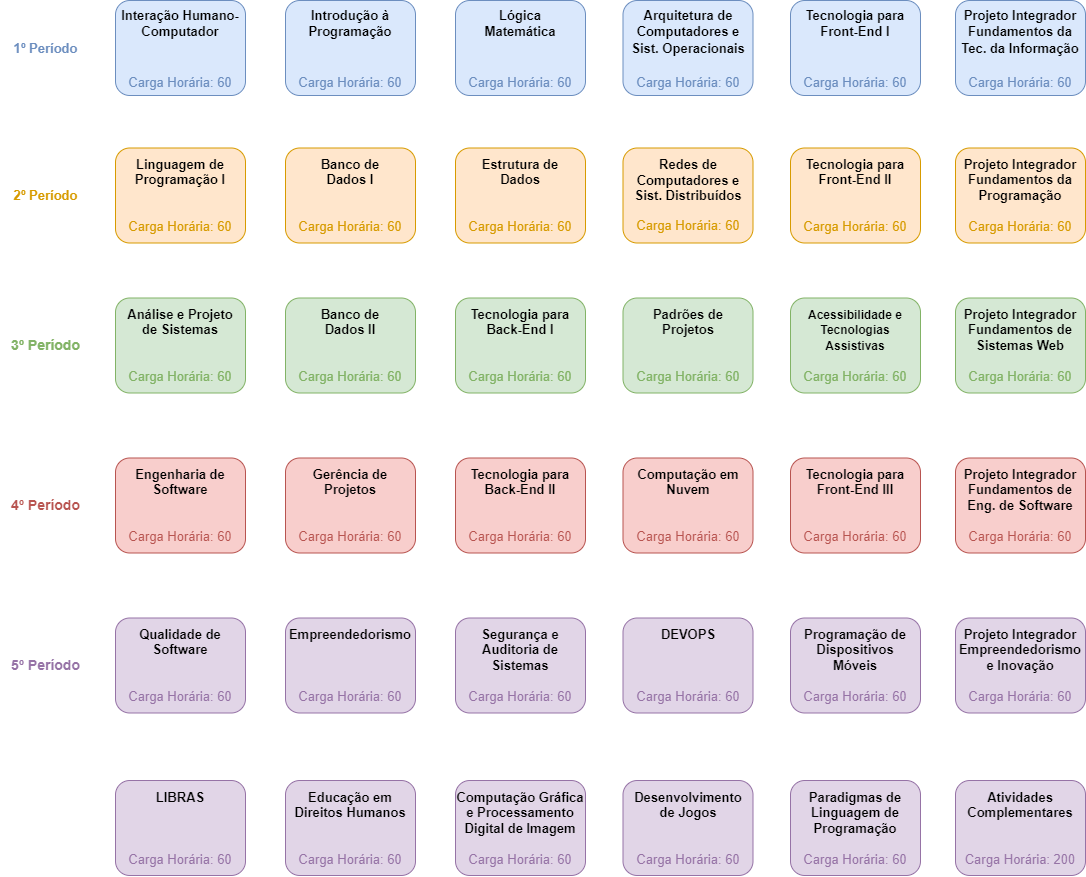 1º Período
Interação Humano-
Computador
Carga Horária: 60
Introdução à
Programação
Carga Horária: 60
Lógica
Matemática
Carga Horária: 60
Arquitetura de
Computadores e
Sist. Operacionais
Carga Horária: 60
Tecnologia para
Front-End I
Carga Horária: 60
Projeto Integrador
Fundamentos da
Tec. da Informação
Carga Horária: 60
2º Período
Linguagem de
Programação I
Carga Horária: 60
Banco de
Dados I
Carga Horária: 60
Estrutura de
Dados
Carga Horária: 60
Redes de
Computadores e
Sist. Distribuídos
Carga Horária: 60
Tecnologia para
Front-End II
Carga Horária: 60
Projeto Integrador
Fundamentos da
Programação
Carga Horária: 60
3º Período
Análise e Projeto
de Sistemas
Carga Horária: 60
Banco de
Dados II
Carga Horária: 60
Tecnologia para
Back-End I
Carga Horária: 60
Padrões de
Projetos
Carga Horária: 60
Acessibilidade e
Tecnologias
Assistivas
Carga Horária: 60
Projeto Integrador
Fundamentos de
Sistemas Web
Carga Horária: 60
4º Período
Engenharia de
Software
Carga Horária: 60
Gerência de
Projetos
Carga Horária: 60
Tecnologia para
Back-End II
Carga Horária: 60
Computação em
Nuvem
Carga Horária: 60
Tecnologia para
Front-End III
Carga Horária: 60
Projeto Integrador
Fundamentos de
Eng. de Software
Carga Horária: 60
5º Período
Qualidade de
Software
Carga Horária: 60
Empreendedorismo
Carga Horária: 60
Segurança e
Auditoria de
Sistemas
Carga Horária: 60
DEVOPS
Carga Horária: 60
Programação de
Dispositivos
Móveis
Carga Horária: 60
Projeto Integrador
Empreendedorismo
e Inovação
Carga Horária: 60
LIBRAS
Carga Horária: 60
Educação em
Direitos Humanos
Carga Horária: 60
Computação Gráfica
e Processamento
Digital de Imagem
Carga Horária: 60
Desenvolvimento
de Jogos
Carga Horária: 60
Paradigmas de
Linguagem de
Programação
Carga Horária: 60
Atividades
Complementares
Carga Horária: 200